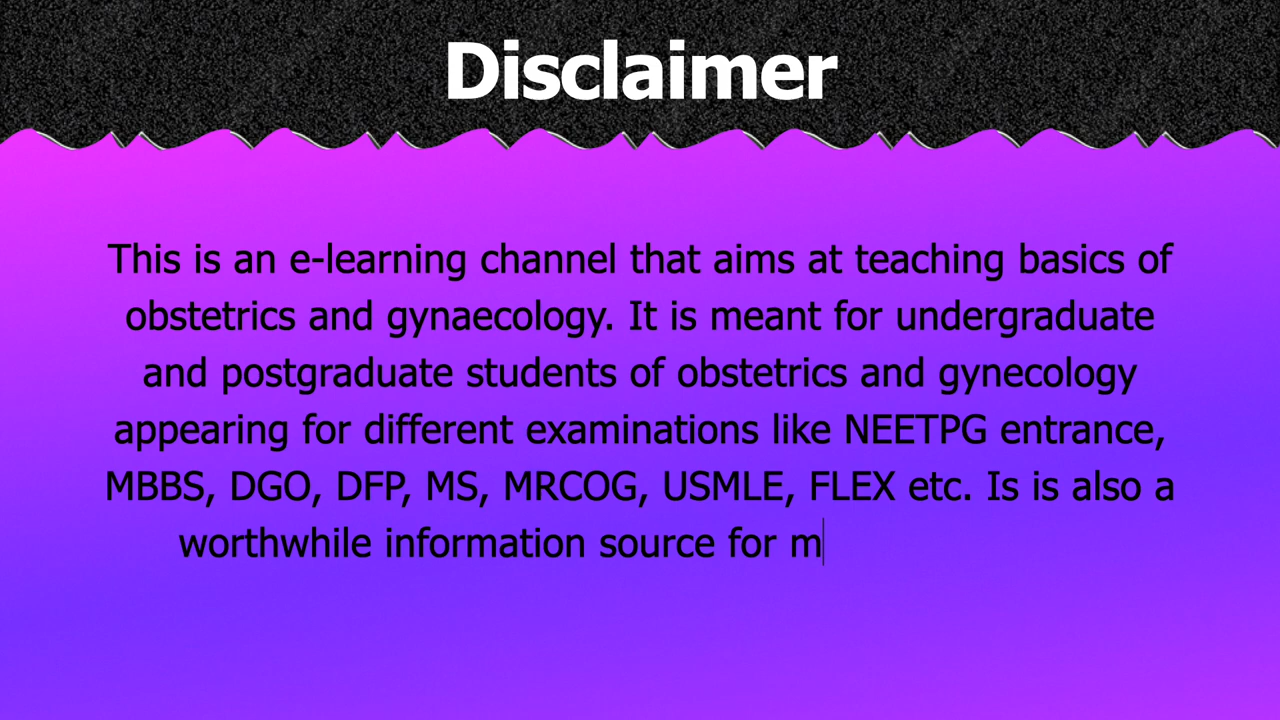 Disclaimer
This is an e-learning channel that aims at teaching basics of
obstetrics and gynaecology. It is meant for undergraduate
and postgraduate students of obstetrics and gynecology
appearing for different examinations like NEETPG entrance,
MBBS, DGO, DFP, MS, MRCOG, USMLE, FLEX etc. Is is also a
worthwhile information source for m